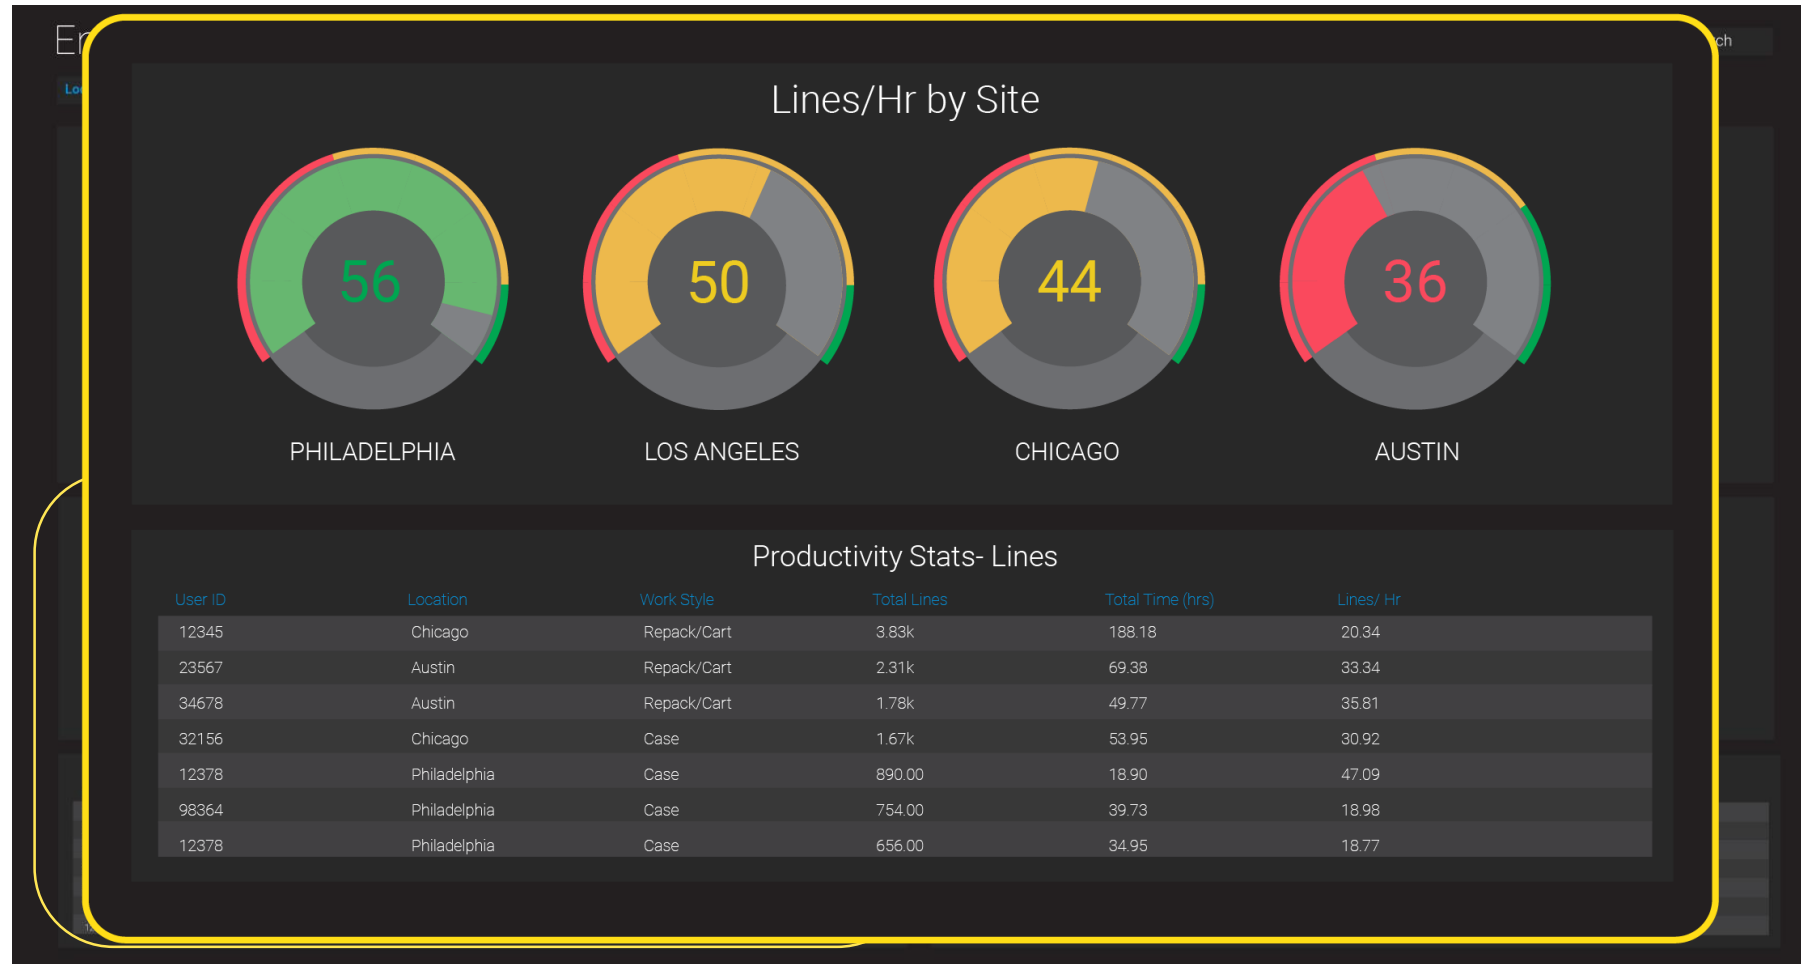 Lines/Hr by Site
56 50 44 36
PHILADELPHIA LOS ANGELES CHICAGO AUSTIN
Productivity Stats- Lines
User ID Location Work Style Total Lines Total Time (hrs) Lines/ Hr
12345 Chicago Repack/Cart 3.83k 188.18 20.34
23567 Austin Repack/Cart 2.31k 69.38 33.34
34678 Austin Repack/Cart 1.78k 49.77 35.81
32156 Chicago Case 1.67k 53.95 30.92
12378 Philadelphia Case 890.00 18.90 47.09
98364 Philadelphia Case 754.00 39.73 18.98
12378 Philadelphia Case 656.00 34.95 18.77